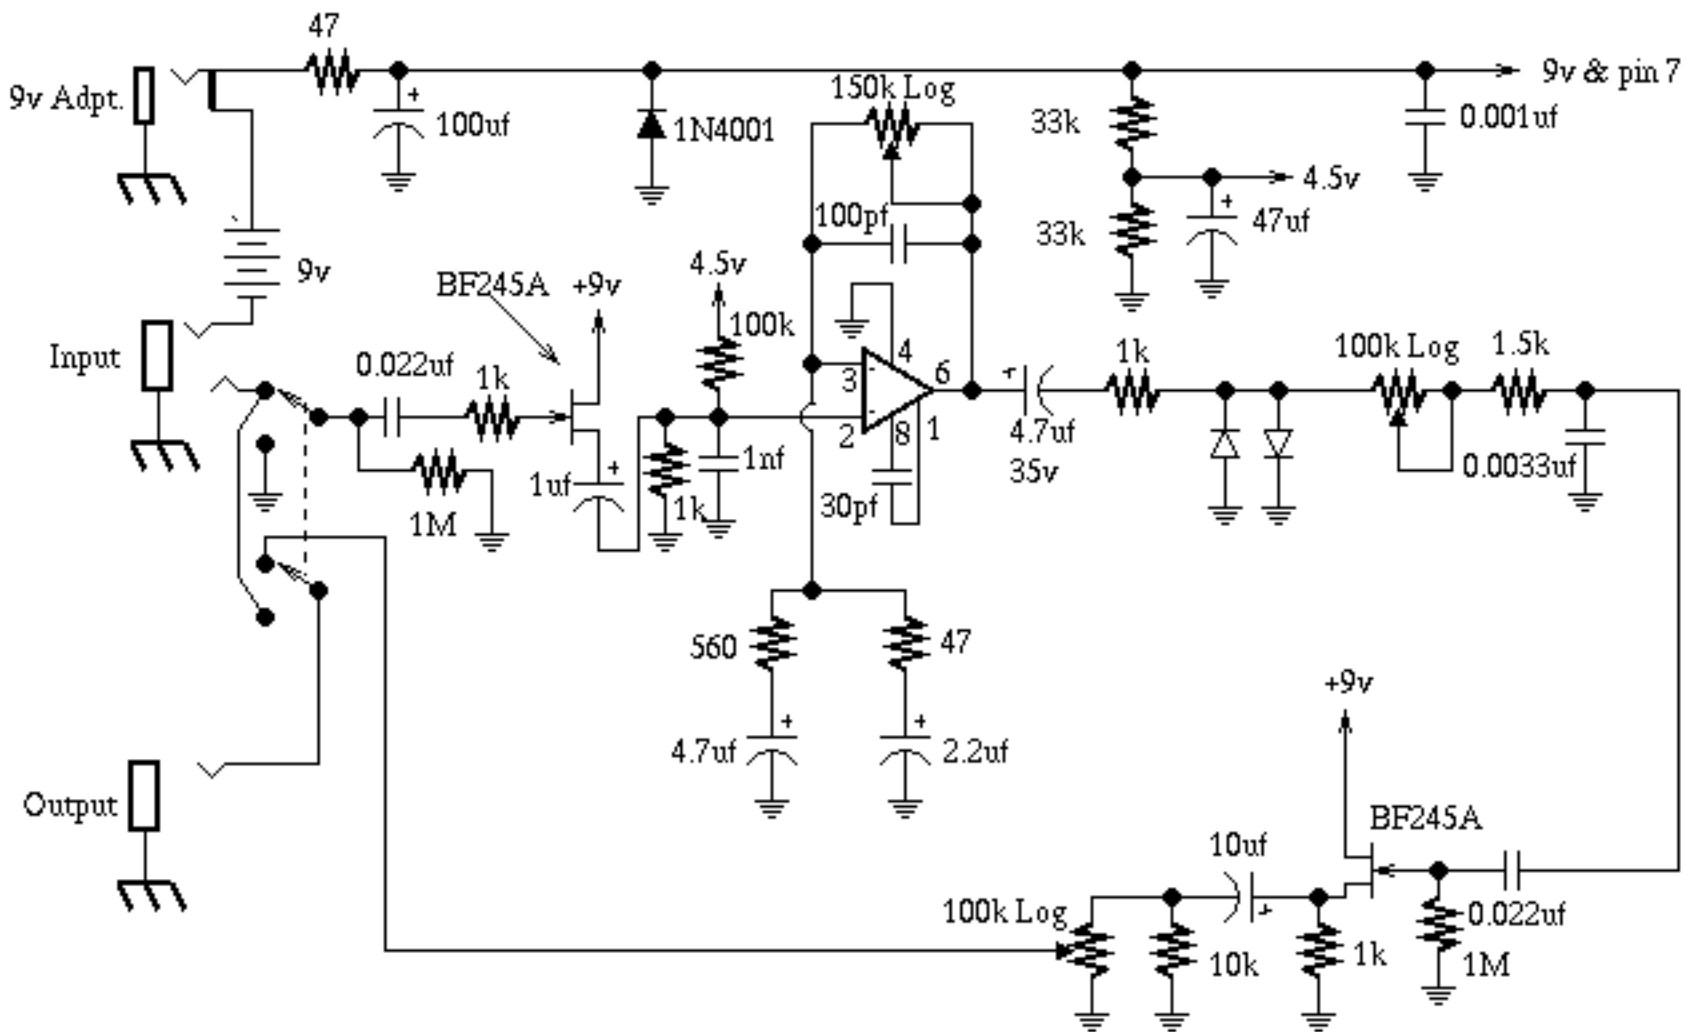 47
9v Adpt.
100uf
1N4001
150k Log
33k
9v & pin 7
0.001uf
4.5v
33k
47uf
100pf
9v
BF245A
+9v
4.5v
100k
Input
0.022uf
1k
1M
1uf
1k
1nf
3
4
6
2
8
1
30pf
+
4.7uf
35v
1k
100k Log
1.5k
0.0033uf
560
47
4.7uf
2.2uf
+9v
BF245A
Output
10uf
100k Log
10k
1k
0.022uf
1M